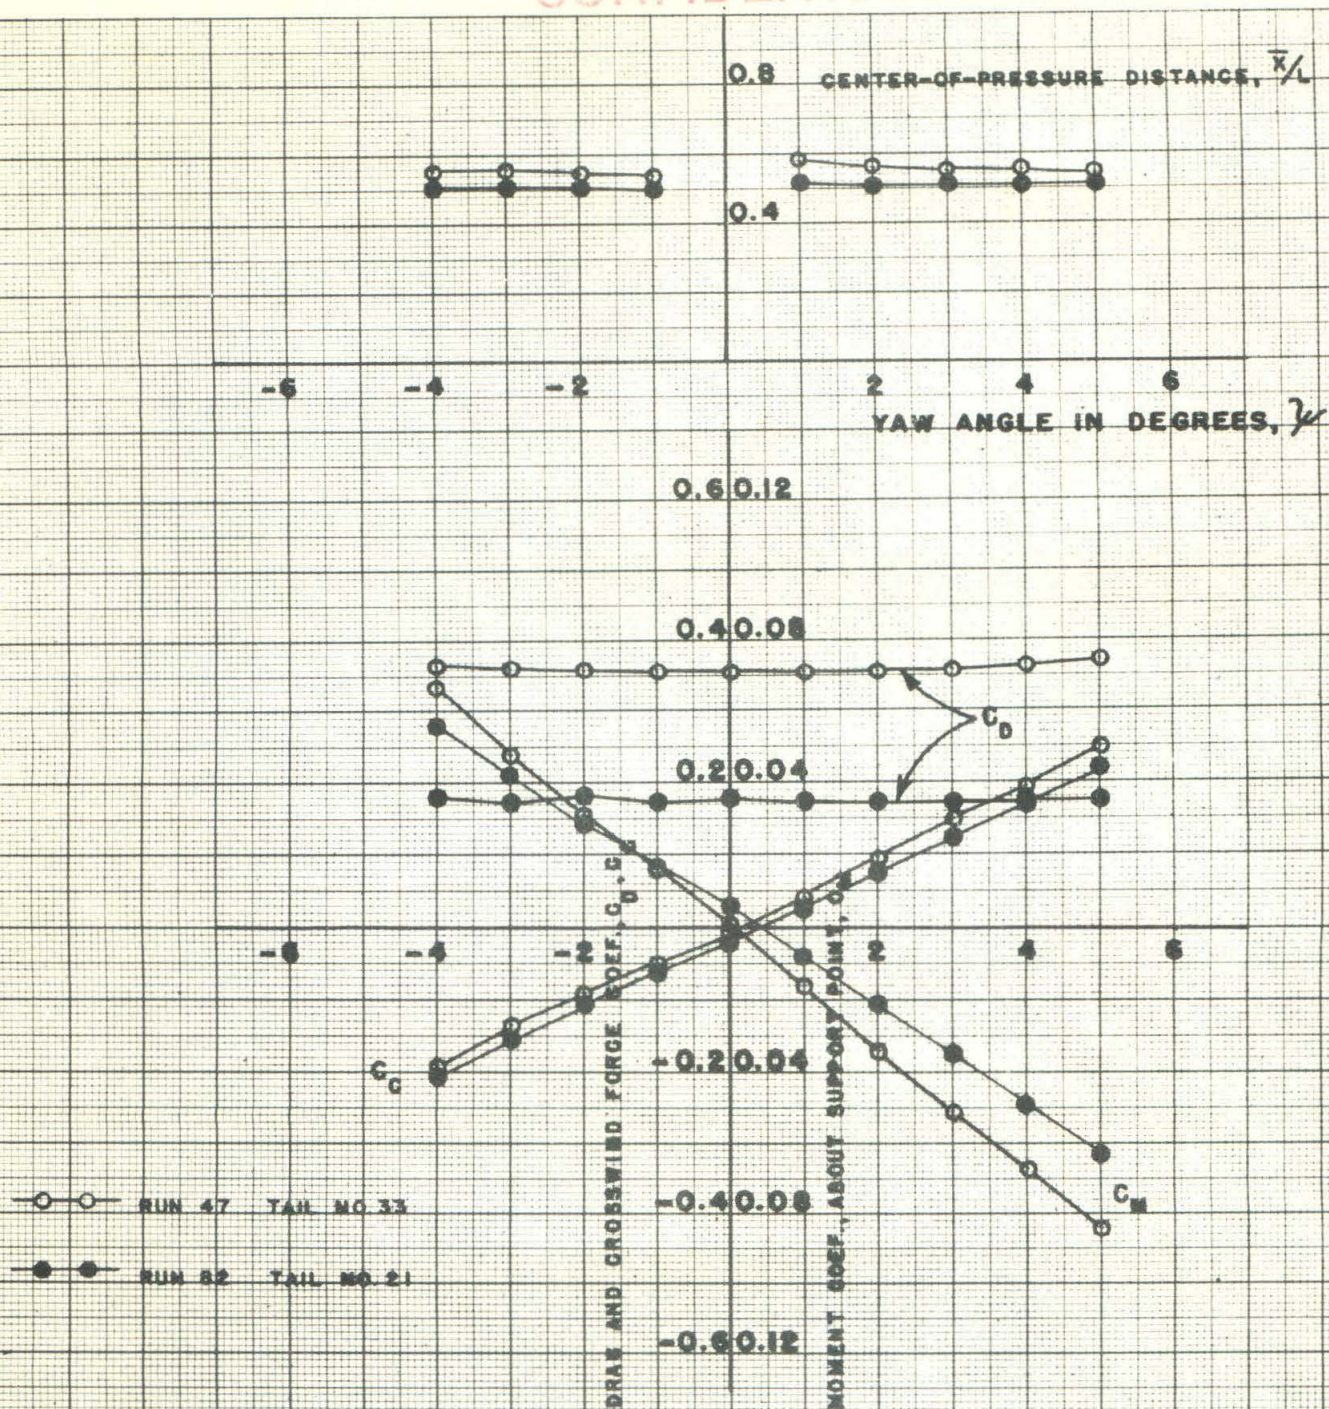 0.8 CENTER-OF-PRESSURE DISTANCE, x̄/L
0.4
-6 -4 -2 2 4 6
YAW ANGLE IN DEGREES, ψ
0.6 0.12
0.4 0.08
C_D
0.2 0.04
-6 -4 -2 2 4 6
C_C
-0.2 0.04
-0.4 0.08
C_M
-0.6 0.12
DRAG AND CROSSWIND FORCE COEF., C_D, C_C
MOMENT COEF., ABOUT SUPPORT POINT, C_M
RUN 47 TAIL NO. 33
RUN 82 TAIL NO. 21